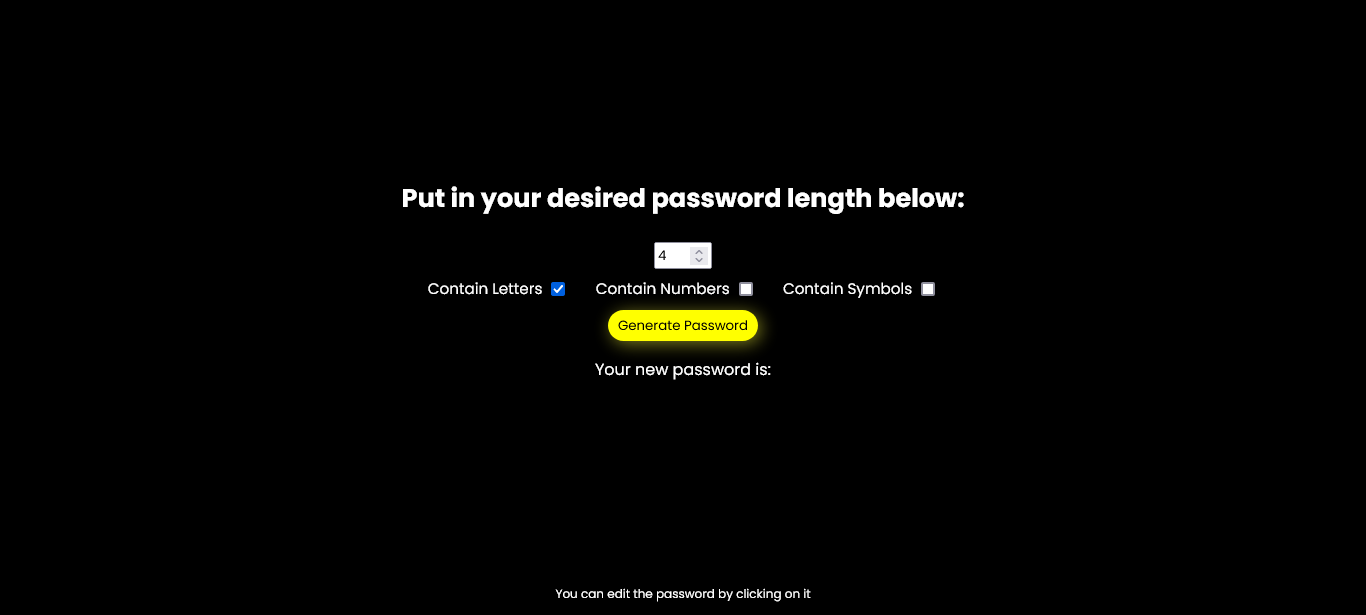 Put in your desired password length below:
4
Contain Letters Contain Numbers Contain Symbols
Generate Password
Your new password is:
You can edit the password by clicking on it